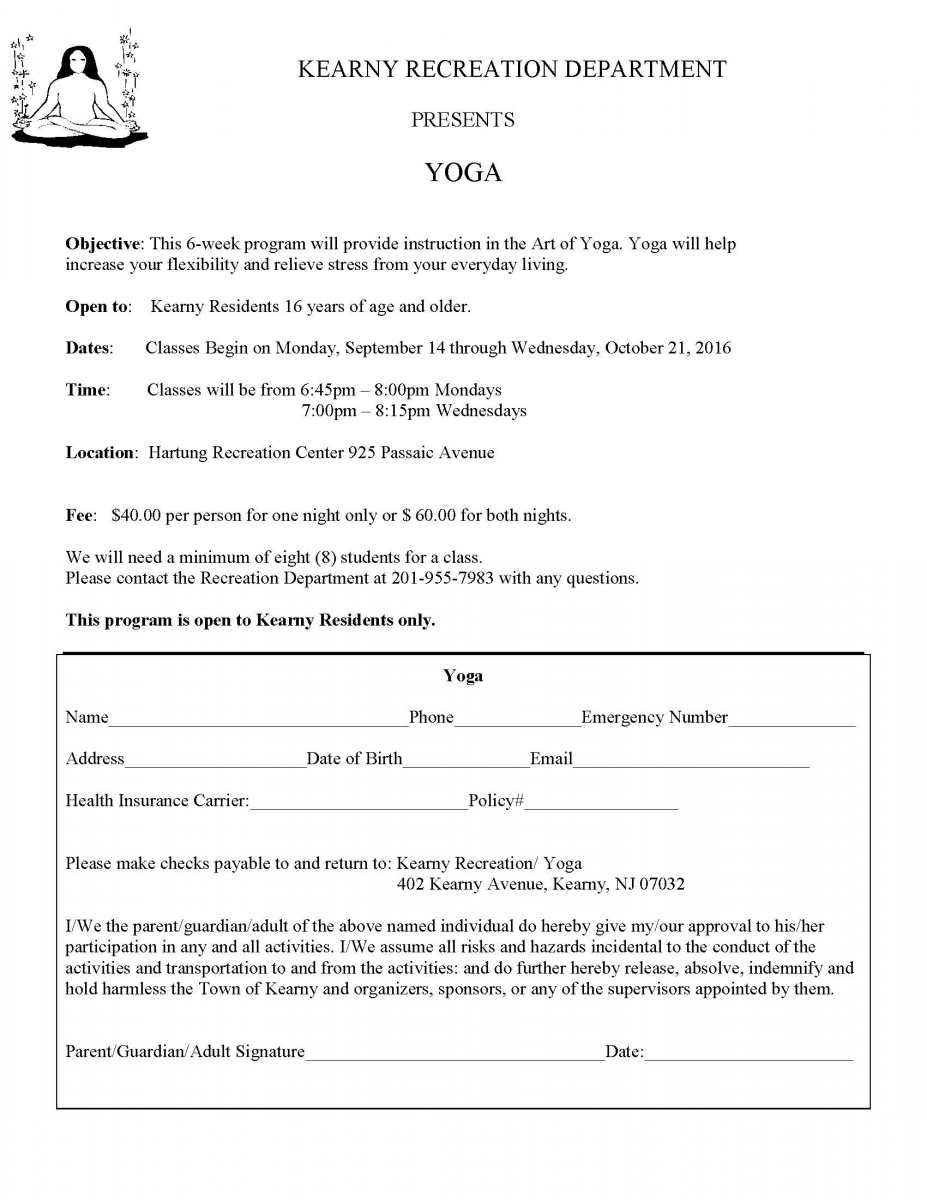 KEARNY RECREATION DEPARTMENT
PRESENTS
YOGA
Objective: This 6-week program will provide instruction in the Art of Yoga. Yoga will help
increase your flexibility and relieve stress from your everyday living.
Open to: Kearny Residents 16 years of age and older.
Dates: Classes Begin on Monday, September 14 through Wednesday, October 21, 2016
Time: Classes will be from 6:45pm – 8:00pm Mondays
7:00pm – 8:15pm Wednesdays
Location: Hartung Recreation Center 925 Passaic Avenue
Fee: $40.00 per person for one night only or $ 60.00 for both nights.
We will need a minimum of eight (8) students for a class.
Please contact the Recreation Department at 201-955-7983 with any questions.
This program is open to Kearny Residents only.
Yoga
Name_________________________________Phone______________Emergency Number______________
Address____________________Date of Birth______________Email__________________________
Health Insurance Carrier:________________________Policy#_________________
Please make checks payable to and return to: Kearny Recreation/ Yoga
402 Kearny Avenue, Kearny, NJ 07032
I/We the parent/guardian/adult of the above named individual do hereby give my/our approval to his/her
participation in any and all activities. I/We assume all risks and hazards incidental to the conduct of the
activities and transportation to and from the activities: and do further hereby release, absolve, indemnify and
hold harmless the Town of Kearny and organizers, sponsors, or any of the supervisors appointed by them.
Parent/Guardian/Adult Signature_________________________________Date:_______________________